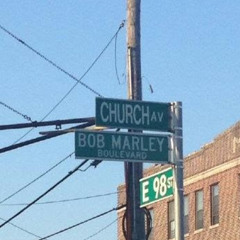 CHURCH AV
BOB MARLEY
BOULEVARD
E 98 ST